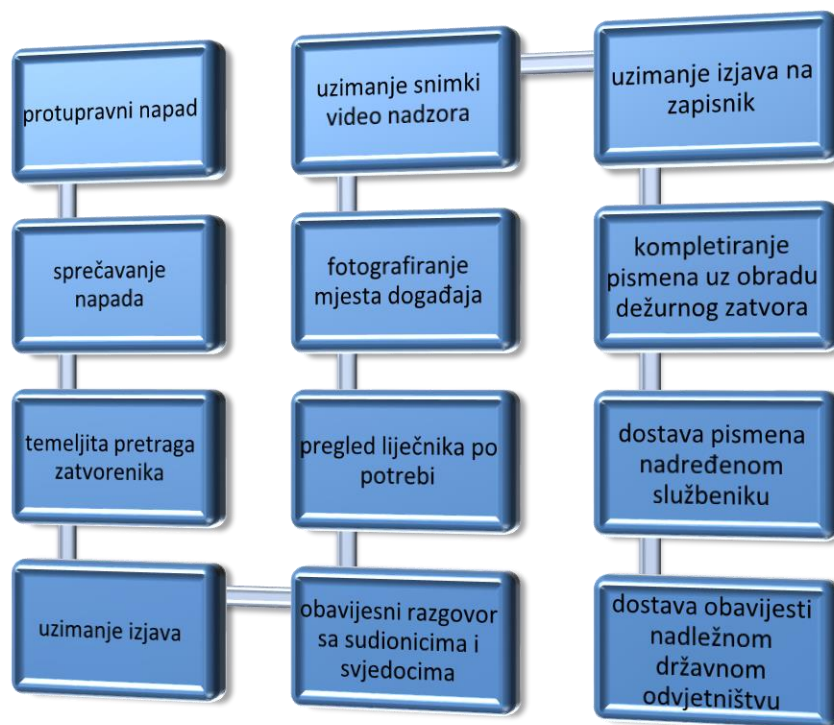 protupravni napad
sprečavanje
napada
temeljita pretraga
zatvorenika
uzimanje izjava
obavijesni razgovor
sa sudionicima i
svjedocima
pregled liječnika po
potrebi
fotografiranje
mjesta događaja
uzimanje snimki
video nadzora
uzimanje izjava na
zapisnik
kompletiranje
pismena uz obradu
dežurnog zatvora
dostava pismena
nadređenom
službeniku
dostava obavijesti
nadležnom
državnom
odvjetništvu